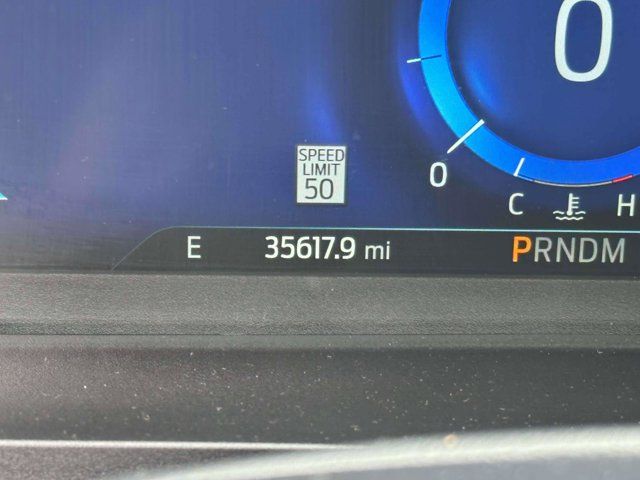 0
SPEED
LIMIT
50
0
C H
E 35617.9 mi PRNDM